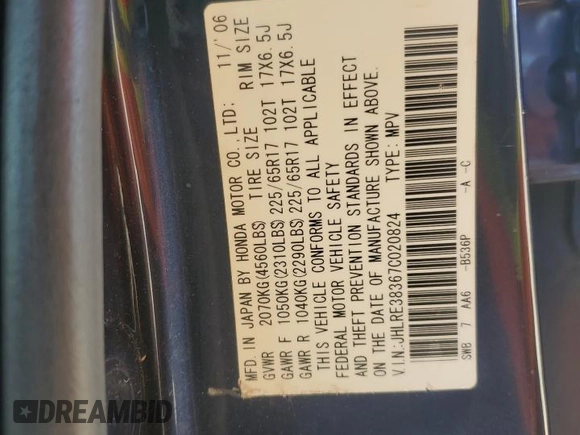 MFD. IN JAPAN BY HONDA MOTOR CO., LTD: 11/'06
GVWR 2070KG(4560LBS) TIRE SIZE RIM SIZE
GAWR F 1050KG(2310LBS) 225/65R17 102T 17X6.5J
GAWR R 1040KG(2290LBS) 225/65R17 102T 17X6.5J
THIS VEHICLE CONFORMS TO ALL APPLICABLE
FEDERAL MOTOR VEHICLE SAFETY
AND THEFT PREVENTION STANDARDS IN EFFECT
ON THE DATE OF MANUFACTURE SHOWN ABOVE.
V.I.N:JHLRE38367C020824 TYPE: MPV
SWB 7 AA6 -B536P -A -C
DREAMBID